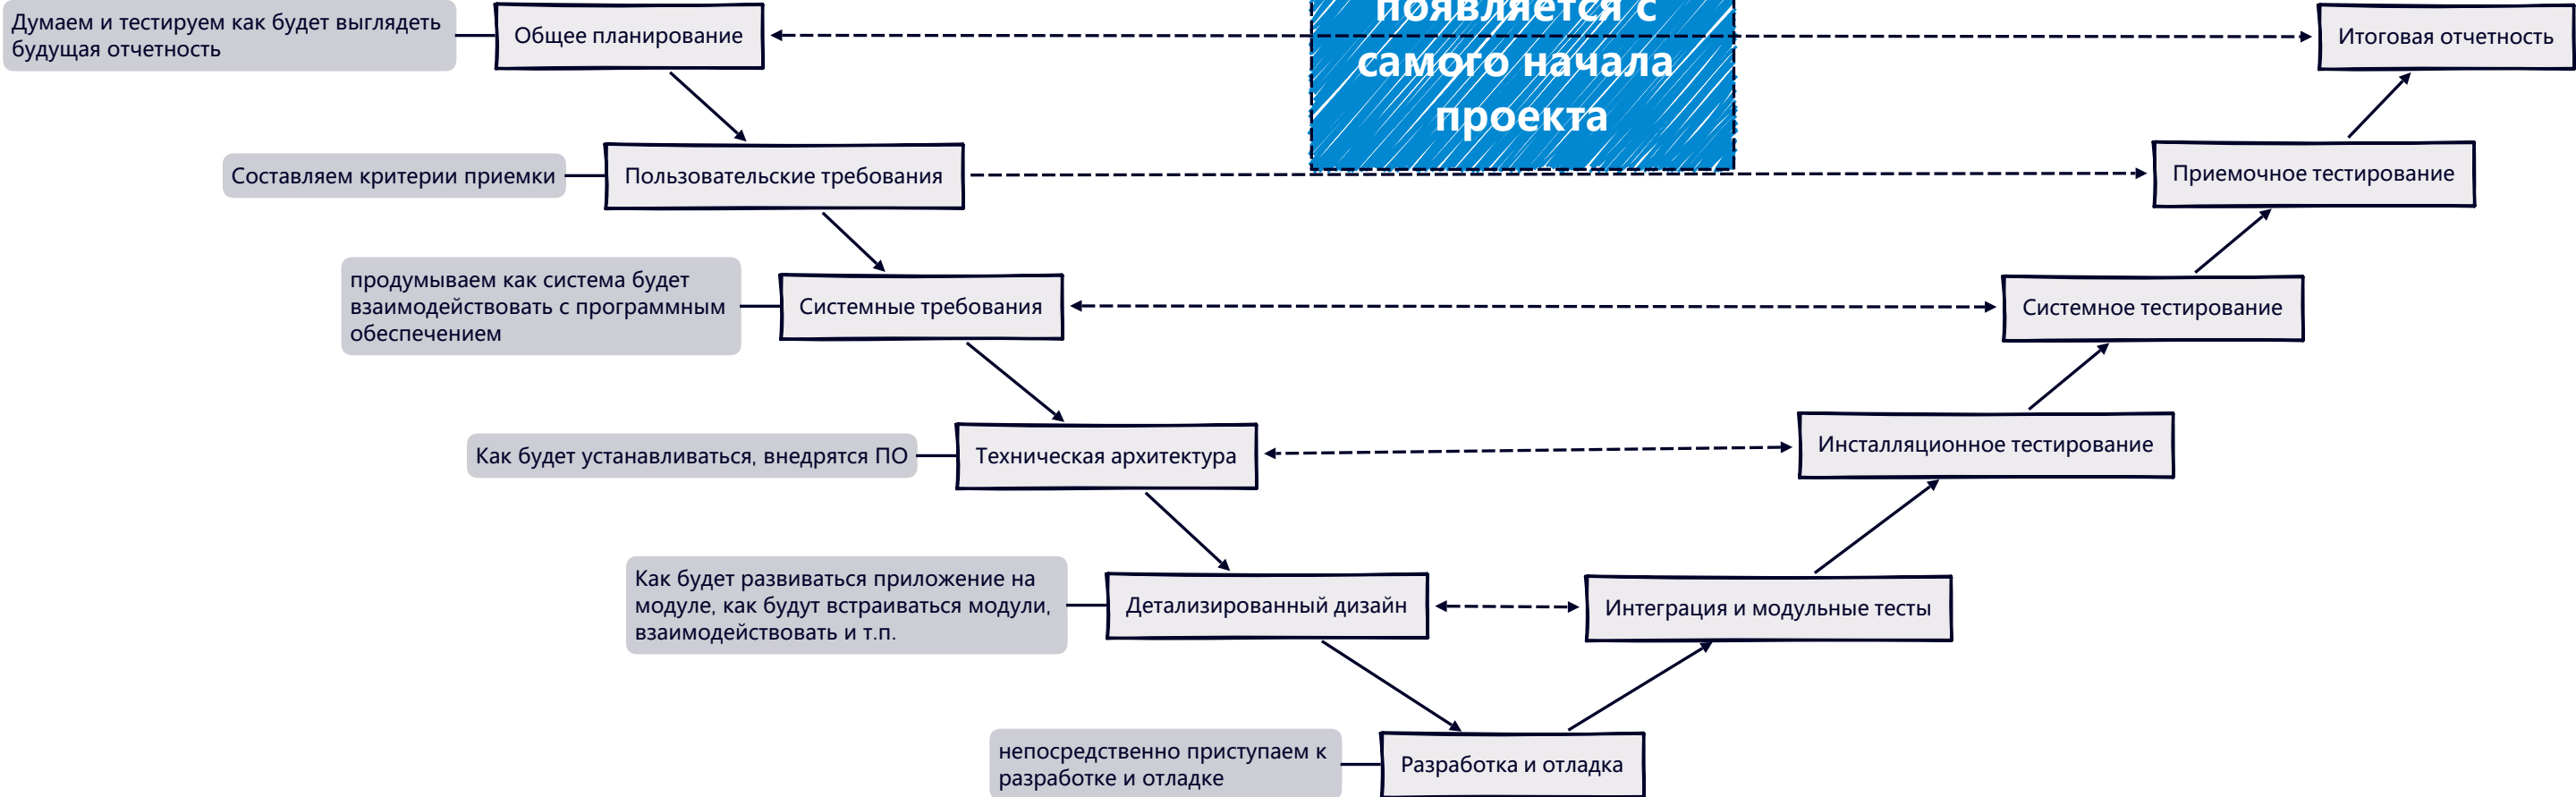 Думаем и тестируем как будет выглядеть
будущая отчетность
Общее планирование
появляется с
самого начала
проекта
Итоговая отчетность
Составляем критерии приемки
Пользовательские требования
Приемочное тестирование
продумываем как система будет
взаимодействовать с программным
обеспечением
Системные требования
Системное тестирование
Как будет устанавливаться, внедрятся ПО
Техническая архитектура
Инсталляционное тестирование
Как будет развиваться приложение на
модуле, как будут встраиваться модули,
взаимодействовать и т.п.
Детализированный дизайн
Интеграция и модульные тесты
непосредственно приступаем к
разработке и отладке
Разработка и отладка